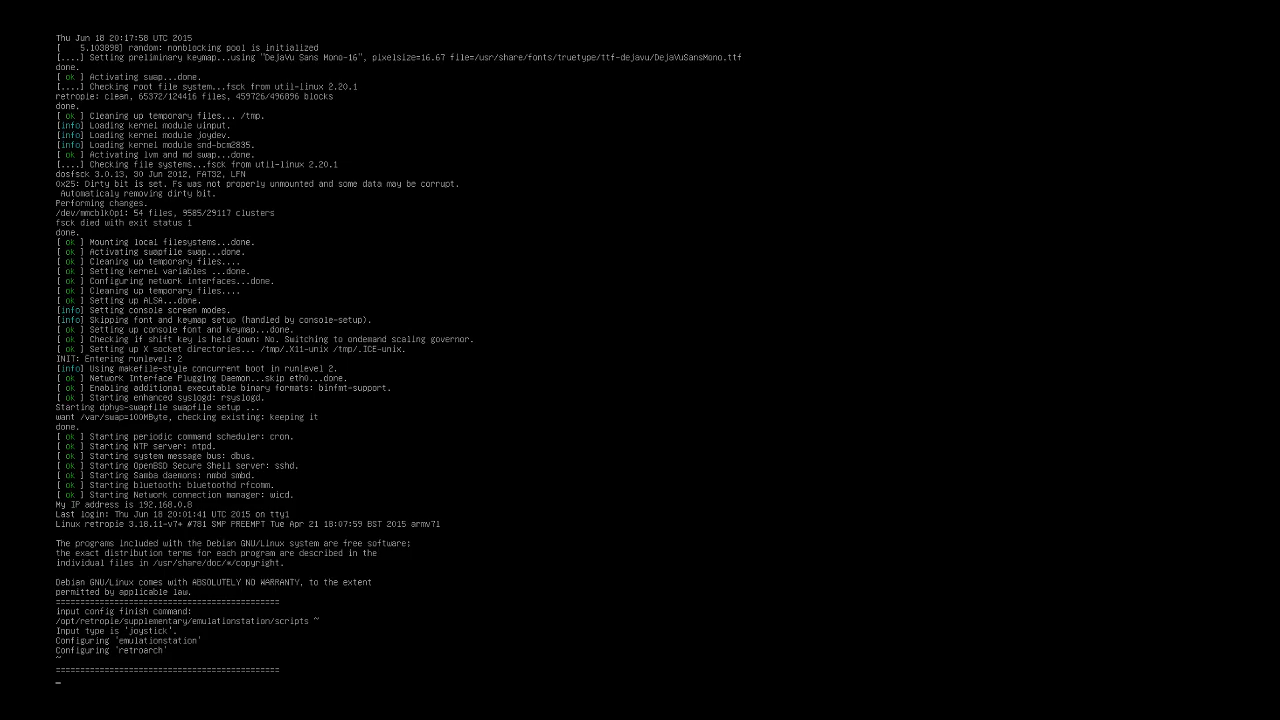 Thu Jun 18 20:17:58 UTC 2015
[    5.103898] random: nonblocking pool is initialized
[....] Setting preliminary keymap...using "DejaVu Sans Mono-16", pixelsize=16.67 file=/usr/share/fonts/truetype/ttf-dejavu/DejaVuSansMono.ttf
done.
[ ok ] Activating swap...done.
[....] Checking root file system...fsck from util-linux 2.20.1
retropie: clean, 65372/124416 files, 459726/496896 blocks
done.
[ ok ] Cleaning up temporary files... /tmp.
[info] Loading kernel module uinput.
[info] Loading kernel module joydev.
[info] Loading kernel module snd-bcm2835.
[ ok ] Activating lvm and md swap...done.
[....] Checking file systems...fsck from util-linux 2.20.1
dosfsck 3.0.13, 30 Jun 2012, FAT32, LFN
0x25: Dirty bit is set. Fs was not properly unmounted and some data may be corrupt.
 Automaticaly removing dirty bit.
Performing changes.
/dev/mmcblk0p1: 54 files, 9585/29117 clusters
fsck died with exit status 1
done.
[ ok ] Mounting local filesystems...done.
[ ok ] Activating swapfile swap...done.
[ ok ] Cleaning up temporary files....
[ ok ] Setting kernel variables ...done.
[ ok ] Configuring network interfaces...done.
[ ok ] Cleaning up temporary files....
[ ok ] Setting up ALSA...done.
[info] Setting console screen modes.
[info] Skipping font and keymap setup (handled by console-setup).
[ ok ] Setting up console font and keymap...done.
[ ok ] Checking if shift key is held down: No. Switching to ondemand scaling governor.
[ ok ] Setting up X socket directories... /tmp/.X11-unix /tmp/.ICE-unix.
INIT: Entering runlevel: 2
[info] Using makefile-style concurrent boot in runlevel 2.
[ ok ] Network Interface Plugging Daemon...skip eth0...done.
[ ok ] Enabling additional executable binary formats: binfmt-support.
[ ok ] Starting enhanced syslogd: rsyslogd.
Starting dphys-swapfile swapfile setup ...
want /var/swap=100MByte, checking existing: keeping it
done.
[ ok ] Starting periodic command scheduler: cron.
[ ok ] Starting NTP server: ntpd.
[ ok ] Starting system message bus: dbus.
[ ok ] Starting OpenBSD Secure Shell server: sshd.
[ ok ] Starting Samba daemons: nmbd smbd.
[ ok ] Starting bluetooth: bluetoothd rfcomm.
[ ok ] Starting Network connection manager: wicd.
My IP address is 192.168.0.8
Last login: Thu Jun 18 20:01:41 UTC 2015 on tty1
Linux retropie 3.18.11-v7+ #781 SMP PREEMPT Tue Apr 21 18:07:59 BST 2015 armv7l

The programs included with the Debian GNU/Linux system are free software;
the exact distribution terms for each program are described in the
individual files in /usr/share/doc/*/copyright.

Debian GNU/Linux comes with ABSOLUTELY NO WARRANTY, to the extent
permitted by applicable law.
==============================================
input config finish command:
/opt/retropie/supplementary/emulationstation/scripts ~
Input type is 'joystick'.
Configuring 'emulationstation'
Configuring 'retroarch'
~
==============================================
_